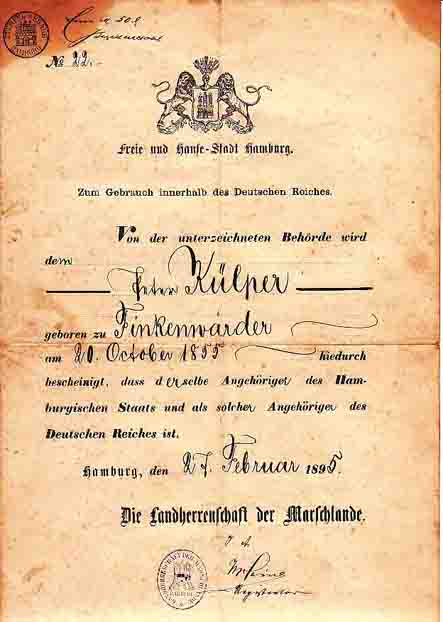 № 22.
Freie und Hanse-Stadt Hamburg.
Zum Gebrauch innerhalb des Deutschen Reiches.
Von der unterzeichneten Behörde wird
dem
Peter Külper
geboren zu Finkenwärder
am 20. October 1855 hiedurch
bescheinigt, dass derselbe Angehöriger des Ham-
burgischen Staats und als solcher Angehöriger des
Deutschen Reiches ist.
Hamburg, den 27. Februar 1895.
Die Landherrenschaft der Marschlande.
I. A.
Registrator